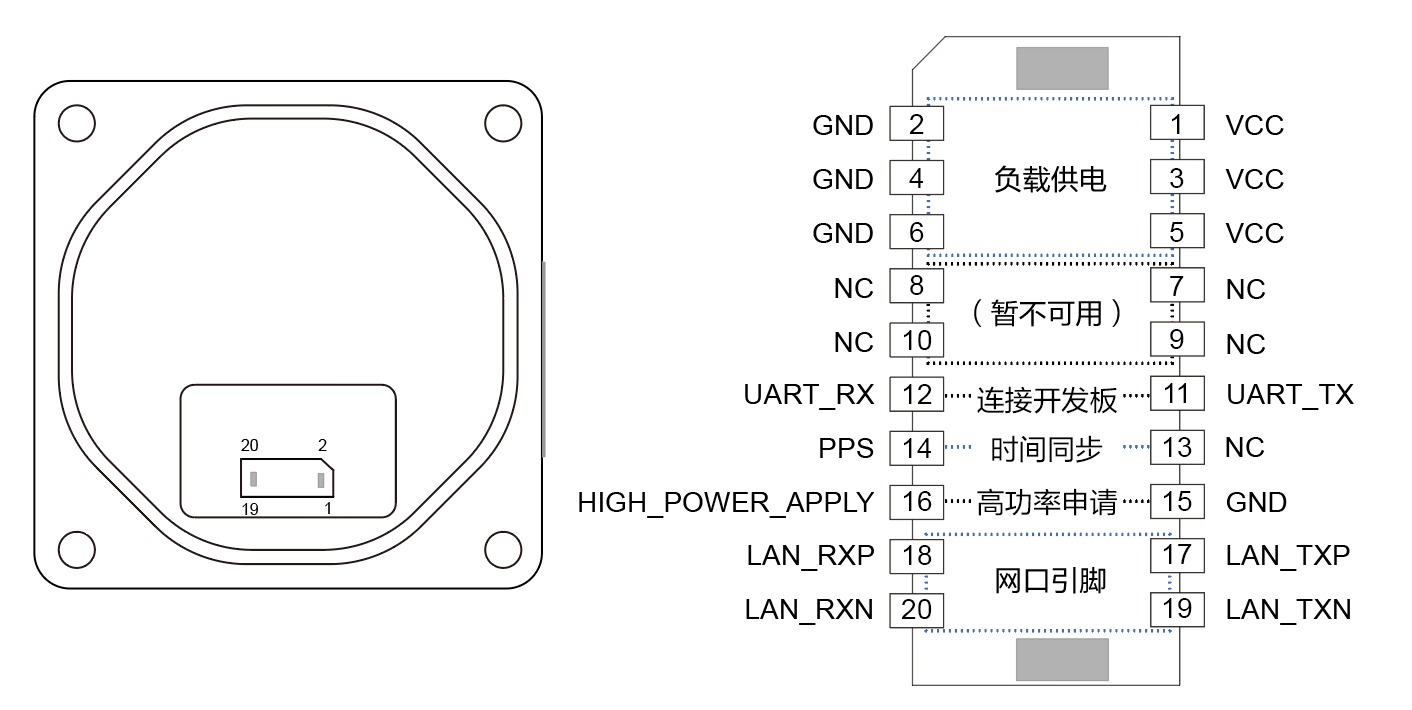 20 2
19 1
GND 2 1 VCC
GND 4 负载供电 3 VCC
GND 6 5 VCC
NC 8 7 NC
（暂不可用）
NC 10 9 NC
UART_RX 12 连接开发板 11 UART_TX
PPS 14 时间同步 13 NC
HIGH_POWER_APPLY 16 高功率申请 15 GND
LAN_RXP 18 17 LAN_TXP
网口引脚
LAN_RXN 20 19 LAN_TXN